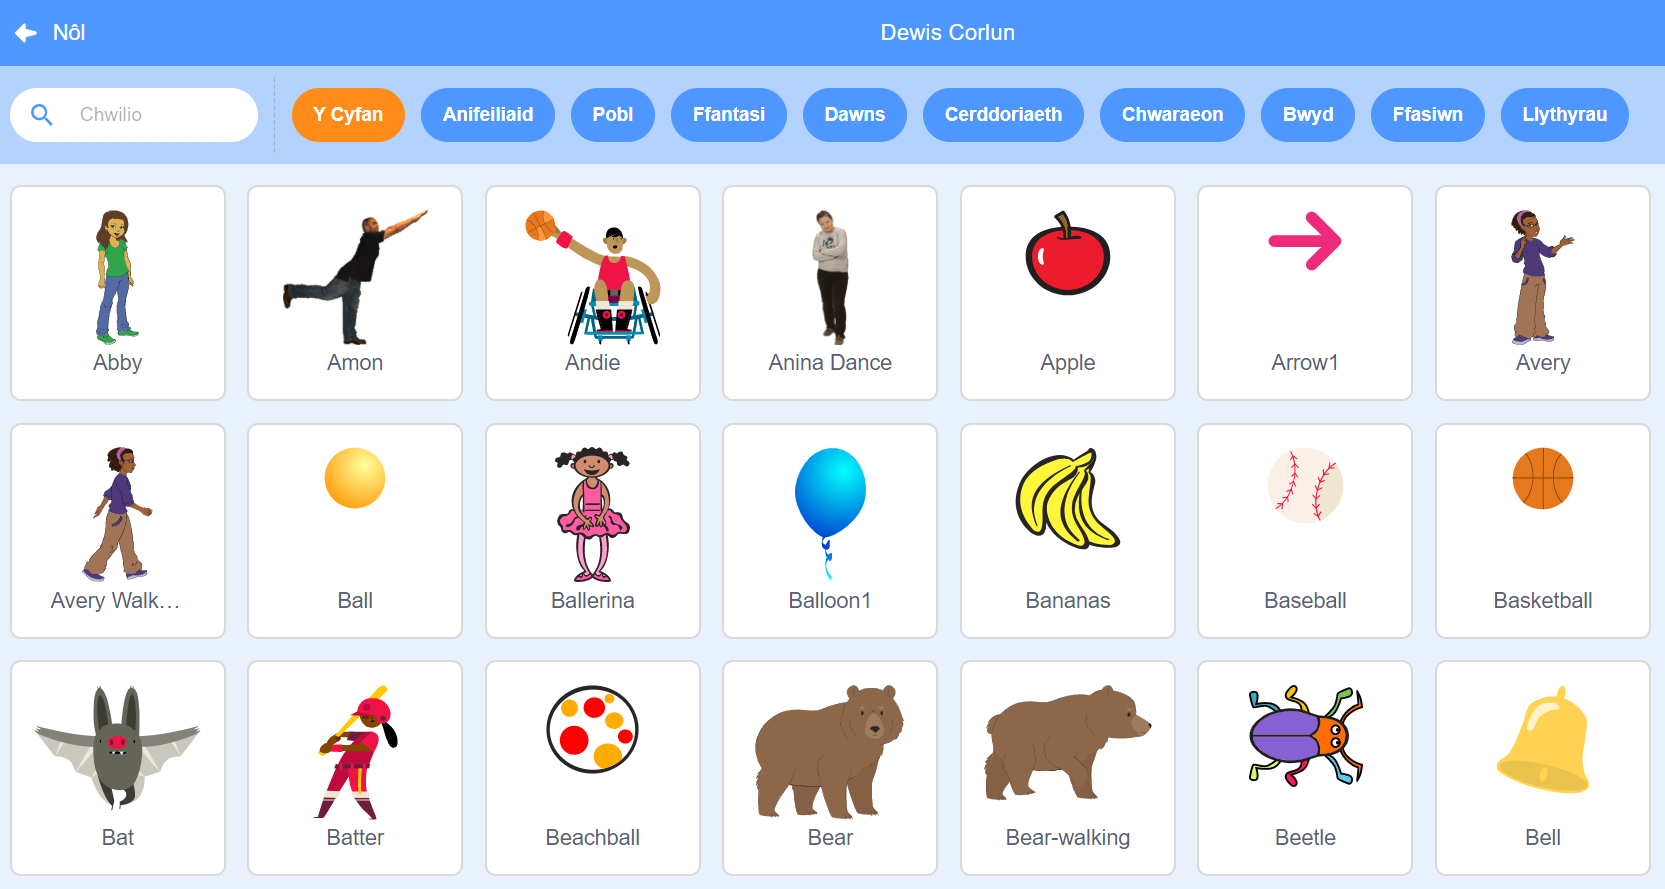 Nôl
Dewis Corlun
Chwilio
Y Cyfan
Anifeiliaid
Pobl
Ffantasi
Dawns
Cerddoriaeth
Chwaraeon
Bwyd
Ffasiwn
Llythyrau
Abby
Amon
Andie
Anina Dance
Apple
Arrow1
Avery
Avery Walk…
Ball
Ballerina
Balloon1
Bananas
Baseball
Basketball
Bat
Batter
Beachball
Bear
Bear-walking
Beetle
Bell